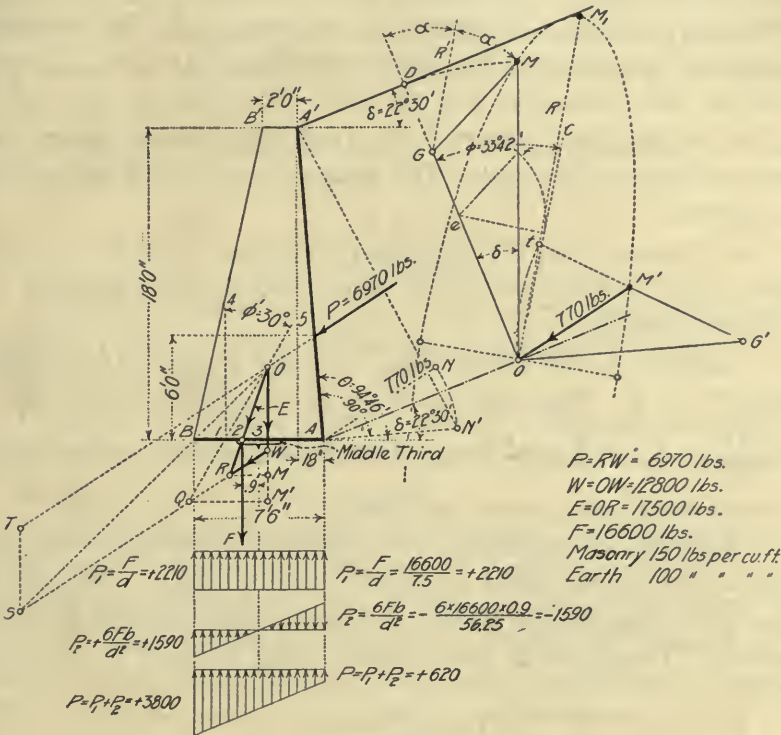 M₁
α
α
R'
D
M
δ=22°30'
2'0"
B'
A'
R
C
G
φ=33°42'
e
δ
t
M'
770 lbs.
G'
O
18'0"
4
φ'=30°
5
P=6970 lbs.
6'0"
O
θ=94°46'
770 lbs.
N
90°
E
δ=22°30'
N'
B
1
2
3
A
W
Middle Third
18"
R
M
.9
Q
M'
7'6"
F
T
S
P=RW= 6970 lbs.
W=OW=12800 lbs.
E=OR=17500 lbs.
F=16600 lbs.
Masonry 150 lbs per cu.ft.
Earth 100 " " " "
P₁=F/d=+2210
P₁=F/d=16600/7.5=+2210
P₂=+6Fb/d²=+1590
P₂=6Fb/d²=-6×16600×0.9/56.25=-1590
P=P₁+P₂=+620
P=P₁+P₂=+3800